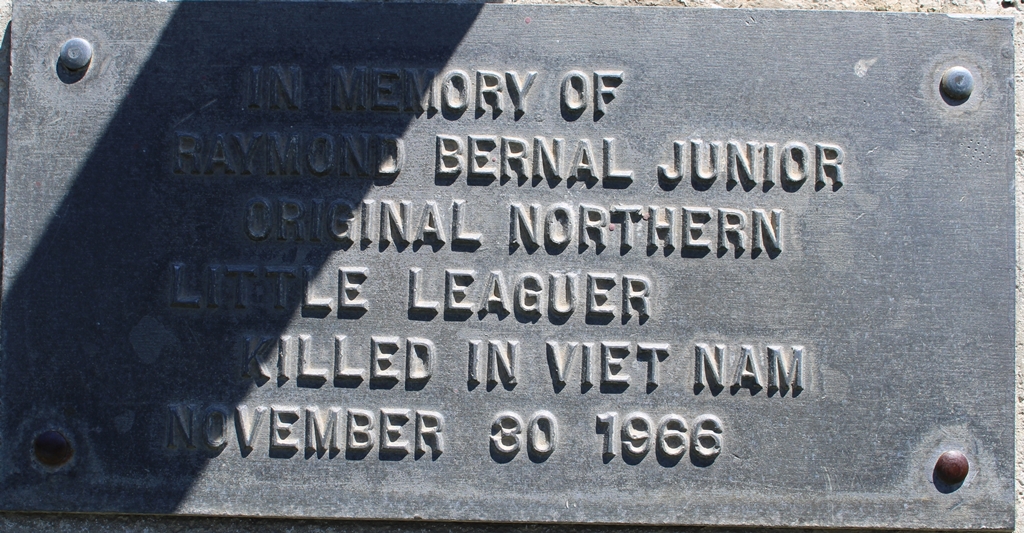 IN MEMORY OF
RAYMOND BERNAL JUNIOR
ORIGINAL NORTHERN
LITTLE LEAGUER
KILLED IN VIET NAM
NOVEMBER 30 1966